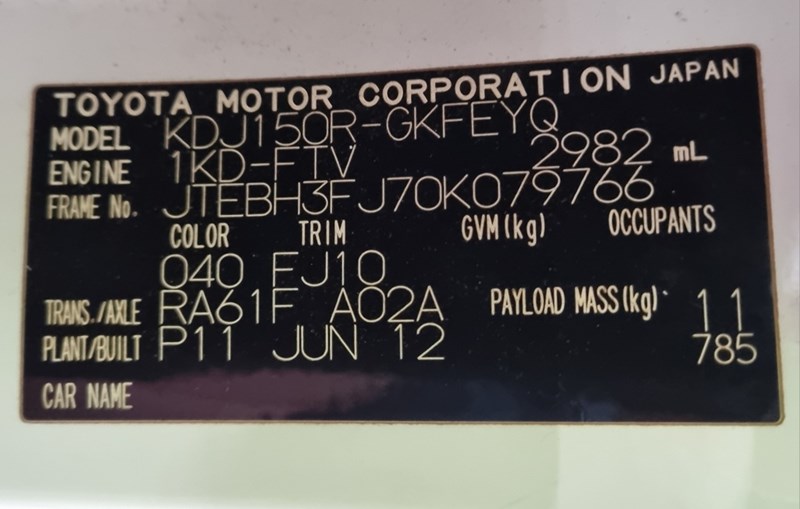 TOYOTA MOTOR CORPORATION JAPAN
MODEL KDJ150R-GKFEYQ
ENGINE 1KD-FTV 2982 mL
FRAME No. JTEBH3FJ70K079766
COLOR TRIM GVM(kg) OCCUPANTS
040 FJ10
TRANS./AXLE RA61F A02A PAYLOAD MASS(kg) 11
PLANT/BUILT P11 JUN 12 785
CAR NAME